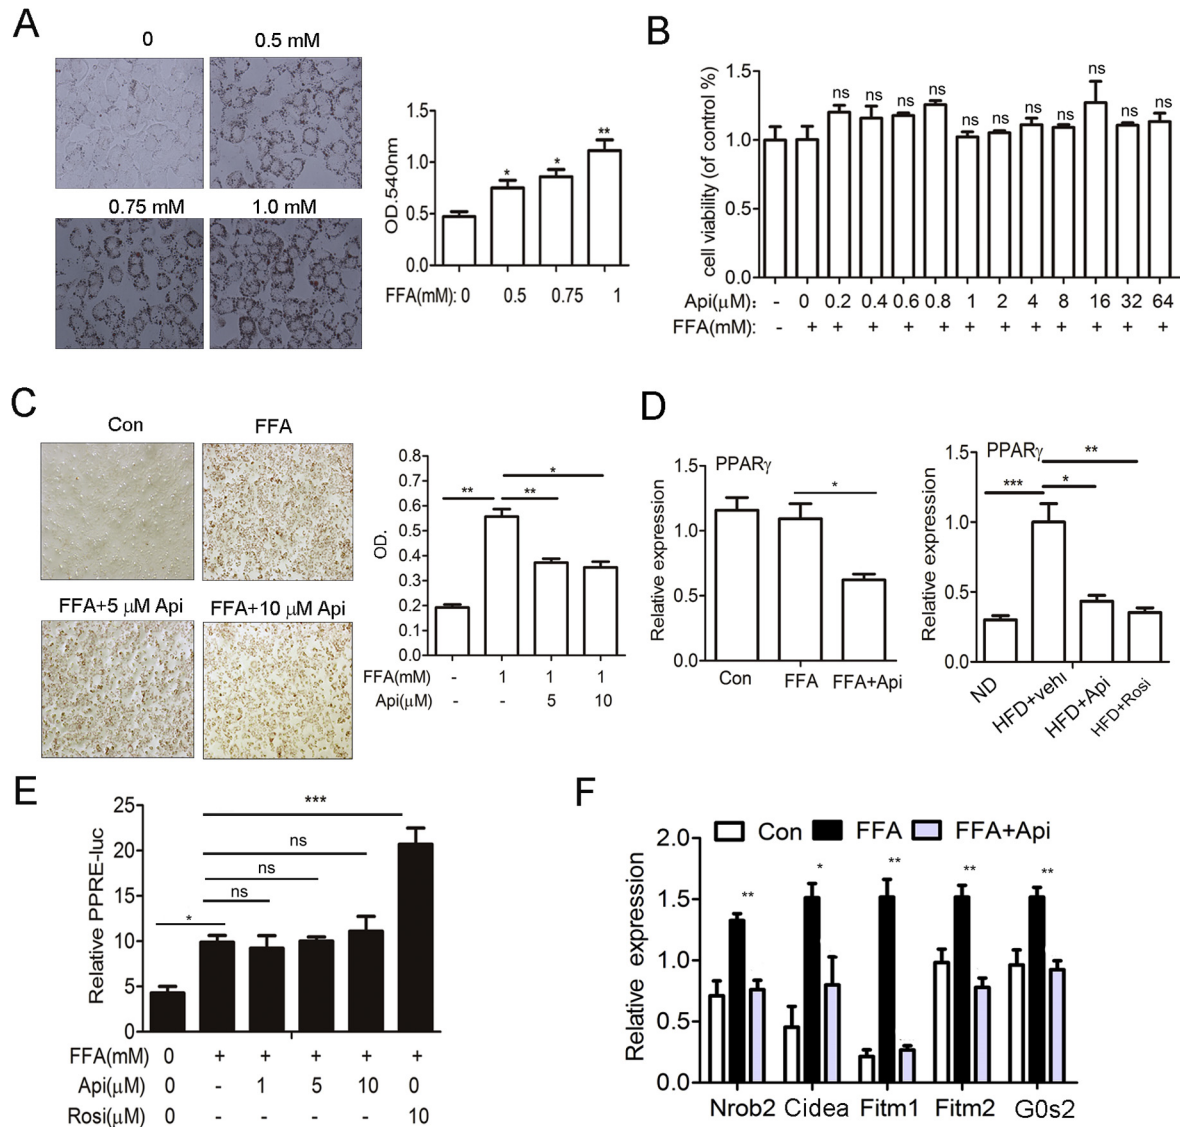 A
0 0.5 mM
0.75 mM 1.0 mM
OD.540nm
1.5
1.0
0.5
0.0
* * **
FFA(mM): 0 0.5 0.75 1
B
cell viability (of control %)
1.5
1.0
0.5
0.0
ns ns ns ns ns ns ns ns ns ns ns
Api(μM): - 0 0.2 0.4 0.6 0.8 1 2 4 8 16 32 64
FFA(mM): - + + + + + + + + + + + +
C
Con FFA
FFA+5 μM Api FFA+10 μM Api
OD.
0.8
0.7
0.6
0.5
0.4
0.3
0.2
0.1
0.0
*
** **
FFA(mM) - 1 1 1
Api(μM) - - 5 10
D
PPARγ
Relative expression
1.5
1.0
0.5
0.0
*
Con FFA FFA+Api
PPARγ
Relative expression
1.5
1.0
0.5
0.0
**
*** *
ND HFD+vehi HFD+Api HFD+Rosi
E
Relative PPRE-luc
25
20
15
10
5
0
***
ns
ns
ns
*
FFA(mM) 0 + + + + +
Api(μM) 0 - 1 5 10 0
Rosi(μM) 0 - - - - 10
F
Con FFA FFA+Api
Relative expression
2.0
1.5
1.0
0.5
0.0
** * ** ** **
Nrob2 Cidea Fitm1 Fitm2 G0s2